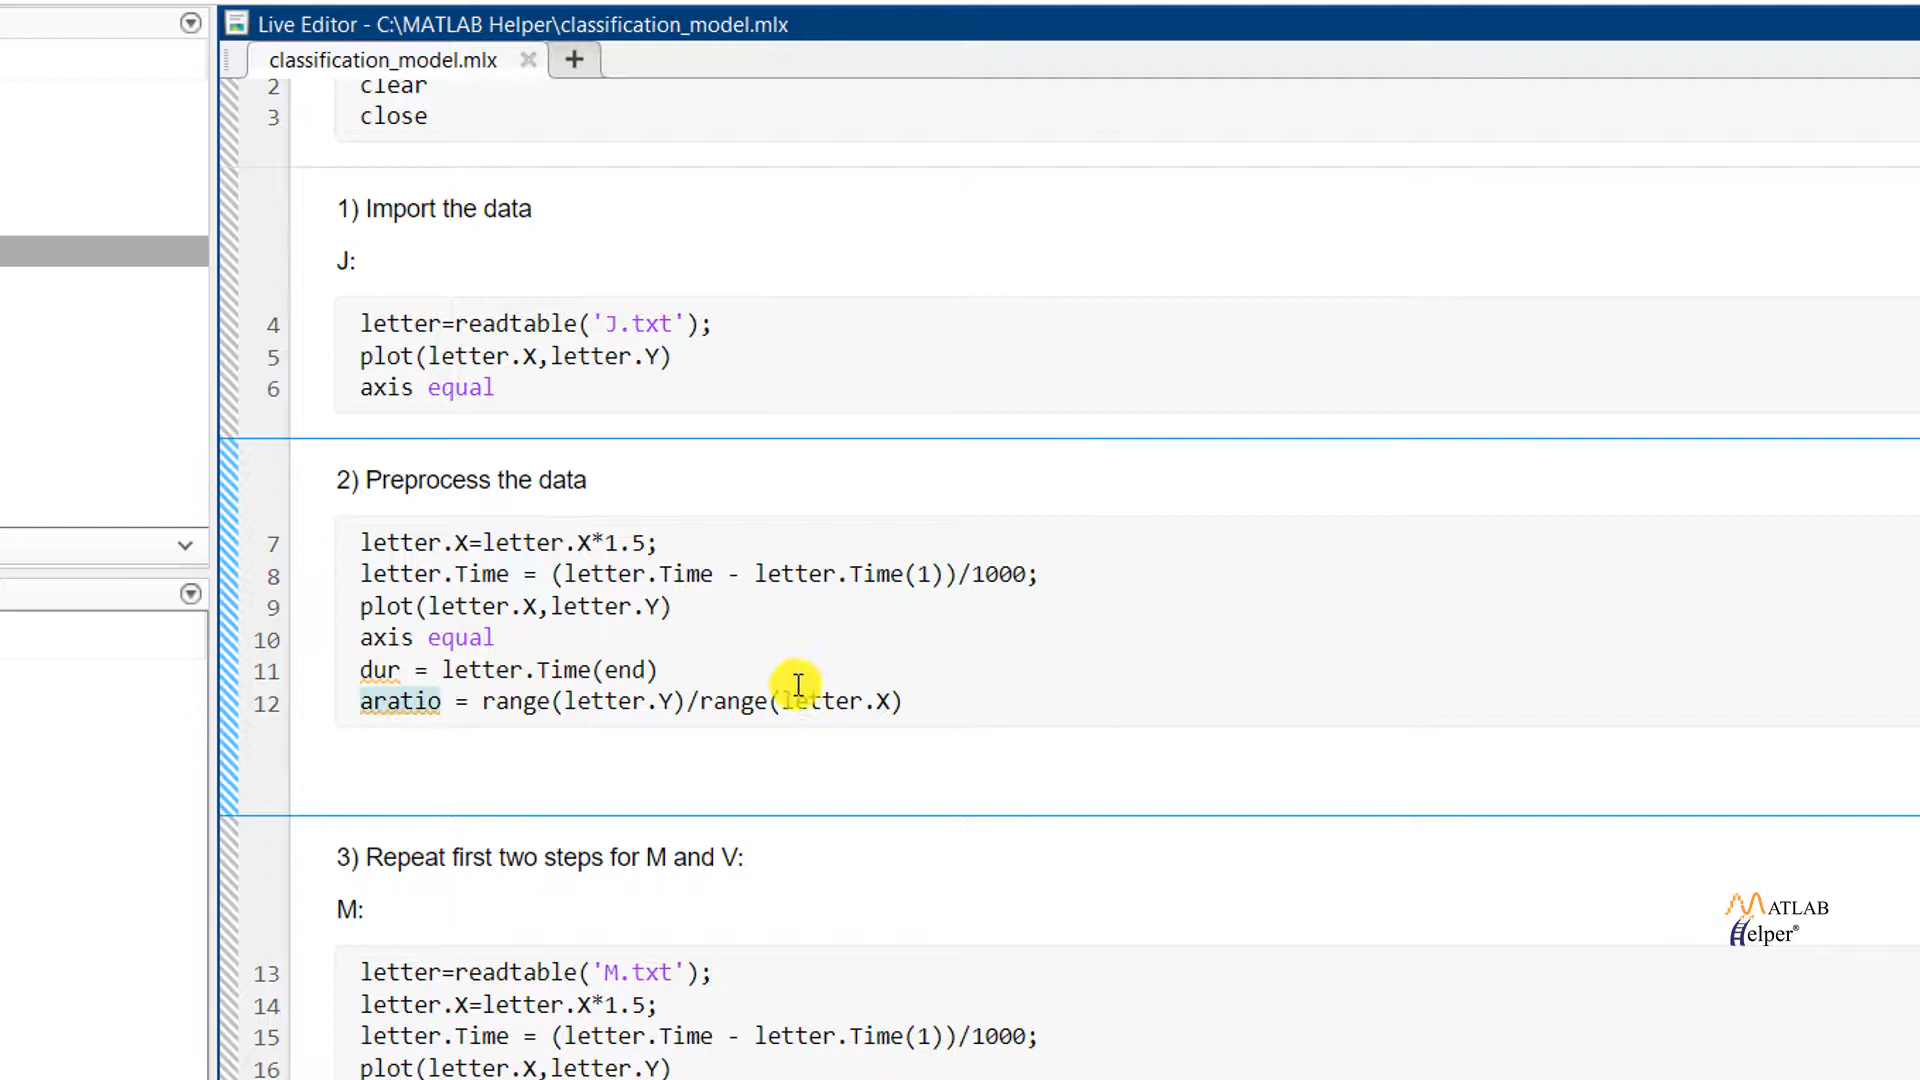 Live Editor - C:\MATLAB Helper\classification_model.mlx
classification_model.mlx
2 clear
3 close
1) Import the data
J:
4 letter=readtable('J.txt');
5 plot(letter.X,letter.Y)
6 axis equal
2) Preprocess the data
7 letter.X=letter.X*1.5;
8 letter.Time = (letter.Time - letter.Time(1))/1000;
9 plot(letter.X,letter.Y)
10 axis equal
11 dur = letter.Time(end)
12 aratio = range(letter.Y)/range(letter.X)
3) Repeat first two steps for M and V:
M:
13 letter=readtable('M.txt');
14 letter.X=letter.X*1.5;
15 letter.Time = (letter.Time - letter.Time(1))/1000;
16 plot(letter.X,letter.Y)
MATLAB
Helper®